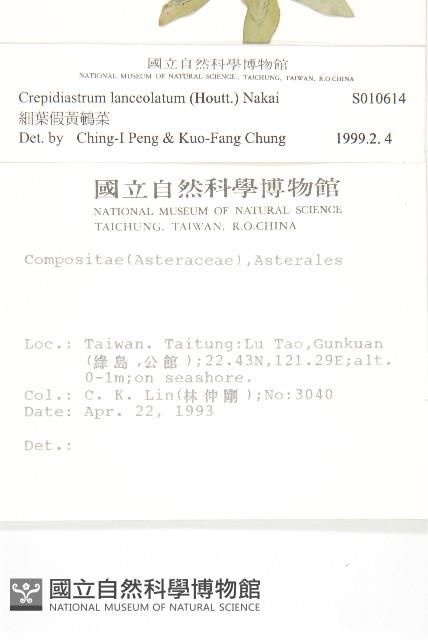 國立自然科學博物館
NATIONAL MUSEUM OF NATURAL SCIENCE, TAICHUNG, TAIWAN, R.O.CHINA
Crepidiastrum lanceolatum (Houtt.) Nakai S010614
細葉假黃鵪菜
Det. by Ching-I Peng & Kuo-Fang Chung 1999.2. 4
國立自然科學博物館
NATIONAL MUSEUM OF NATURAL SCIENCE
TAICHUNG, TAIWAN, R.O.CHINA
Compositae(Asteraceae),Asterales
Loc.: Taiwan. Taitung:Lu Tao,Gunkuan
(綠島,公館);22.43N,121.29E;alt.
0-1m;on seashore.
Col.: C. K. Lin(林仲剛);No:3040
Date: Apr. 22, 1993
Det.:
國立自然科學博物館
NATIONAL MUSEUM OF NATURAL SCIENCE